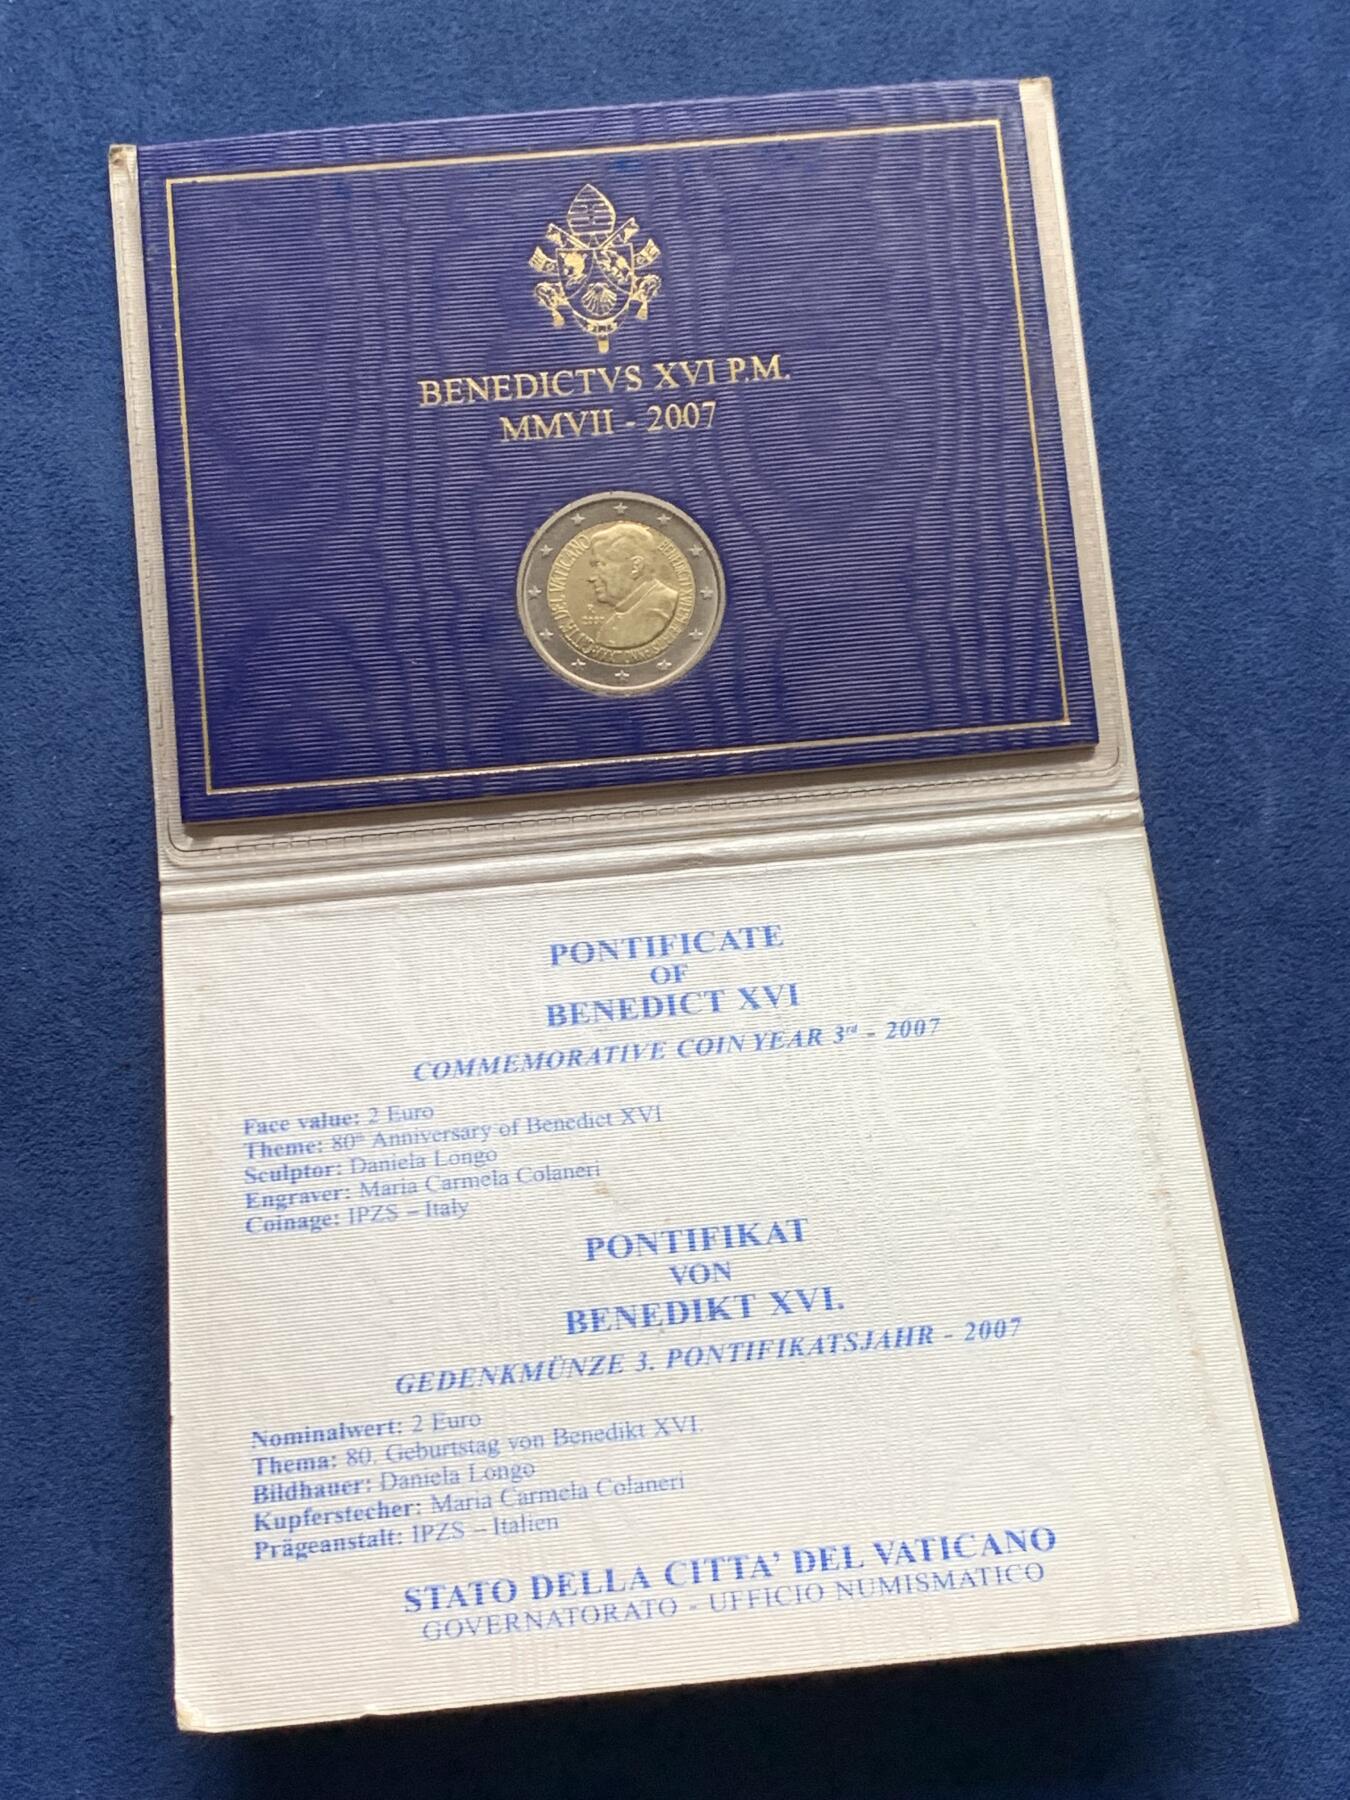 BENEDICTVS XVI P.M.
MMVII - 2007
CITTÀ DEL VATICANO
R
2007
PONTIFICATE
OF
BENEDICT XVI
COMMEMORATIVE COIN YEAR 3rd - 2007
Face value: 2 Euro
Theme: 80th Anniversary of Benedict XVI
Sculptor: Daniela Longo
Engraver: Maria Carmela Colaneri
Coinage: IPZS – Italy
PONTIFIKAT
VON
BENEDIKT XVI.
GEDENKMÜNZE 3. PONTIFIKATSJAHR - 2007
Nominalwert: 2 Euro
Thema: 80. Geburtstag von Benedikt XVI.
Bildhauer: Daniela Longo
Kupferstecher: Maria Carmela Colaneri
Prägeanstalt: IPZS – Italien
STATO DELLA CITTA’ DEL VATICANO
GOVERNATORATO - UFFICIO NUMISMATICO